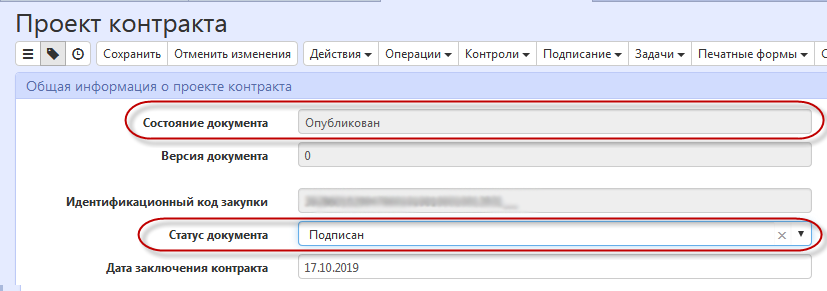 Проект контракта
Сохранить Отменить изменения Действия Операции Контроли Подписание Задачи Печатные формы
Общая информация о проекте контракта
Состояние документа Опубликован
Версия документа 0
Идентификационный код закупки
Статус документа Подписан
Дата заключения контракта 17.10.2019